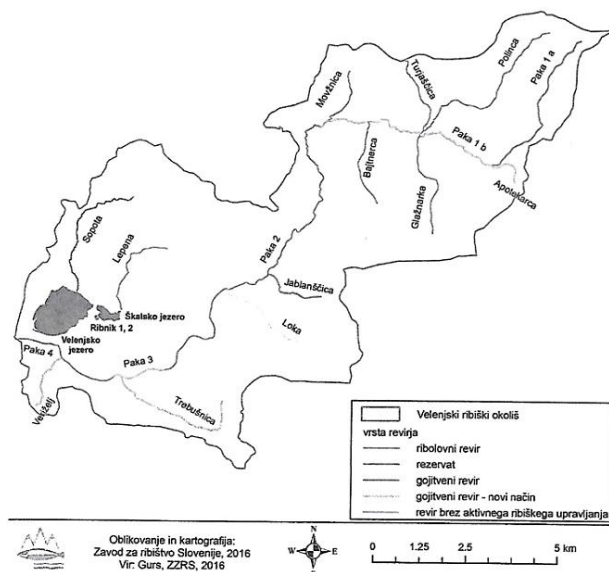 Polinca
Paka 1 a
Turjaščica
Movžnica
Paka 1 b
Bajtnerca
Apotekarca
Glažnarka
Sopota
Lepena
Paka 2
Jablanščica
Škalsko jezero
Ribnik 1, 2
Velenjsko
jezero
Loka
Paka 4
Paka 3
Trebušnica
Velenjski ribiški okoliš
vrsta revirja
ribolovni revir
rezervat
gojitveni revir
gojitveni revir - novi način
revir brez aktivnega ribiškega upravljanja
Oblikovanje in kartografija:
Zavod za ribištvo Slovenije, 2016
Vir: Gurs, ZZRS, 2016
N
W E
S
0 1.25 2.5 5 km